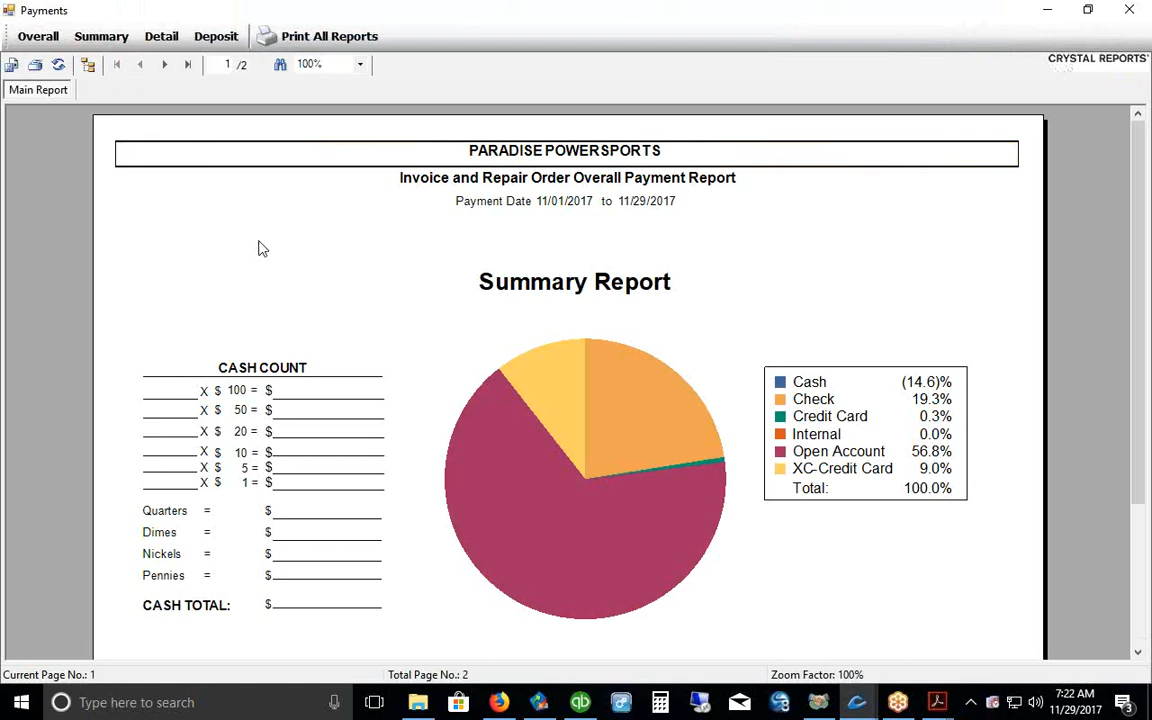 Payments
Overall Summary Detail Deposit Print All Reports
1 /2 100%
CRYSTAL REPORTS
Main Report
PARADISE POWERSPORTS
Invoice and Repair Order Overall Payment Report
Payment Date 11/01/2017 to 11/29/2017
Summary Report
CASH COUNT
X $ 100 = $
X $ 50 = $
X $ 20 = $
X $ 10 = $
X $ 5 = $
X $ 1 = $
Quarters = $
Dimes = $
Nickels = $
Pennies = $
CASH TOTAL: $
Cash (14.6)%
Check 19.3%
Credit Card 0.3%
Internal 0.0%
Open Account 56.8%
XC-Credit Card 9.0%
Total: 100.0%
Current Page No.: 1 Total Page No.: 2 Zoom Factor: 100%
Type here to search
qb
7:22 AM
11/29/2017
3